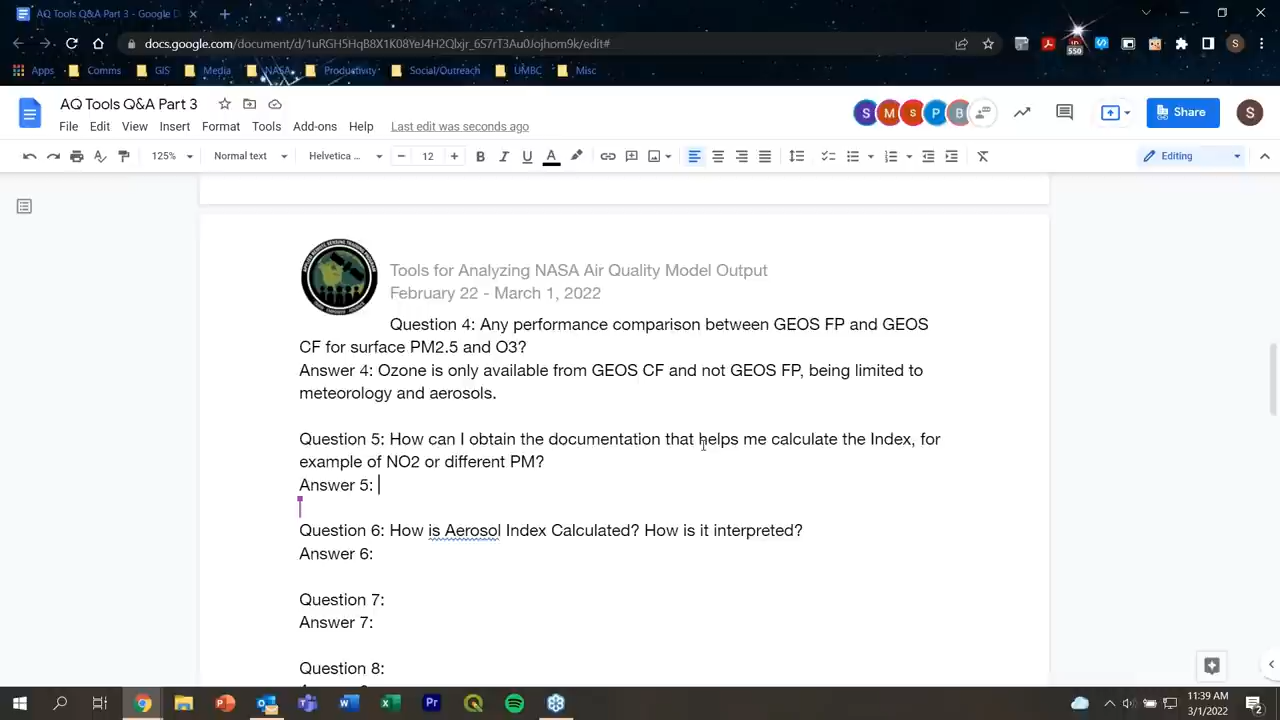 AQ Tools Q&A Part 3 - Google D
docs.google.com/document/d/1uRGH5HqB8X1K08YeJ4H2Qlxjr_6S7rT3Au0Jojhom9k/edit#
S
550
Apps Comms GIS Media NASA Productivity Social/Outreach UMBC Misc
AQ Tools Q&A Part 3
S M S P B
Share
S
File Edit View Insert Format Tools Add-ons Help Last edit was seconds ago
125% Normal text Helvetica ... 12 B I U A Editing
Tools for Analyzing NASA Air Quality Model Output
February 22 - March 1, 2022
Question 4: Any performance comparison between GEOS FP and GEOS
CF for surface PM2.5 and O3?
Answer 4: Ozone is only available from GEOS CF and not GEOS FP, being limited to
meteorology and aerosols.
Question 5: How can I obtain the documentation that helps me calculate the Index, for
example of NO2 or different PM?
Answer 5:
Question 6: How is Aerosol Index Calculated? How is it interpreted?
Answer 6:
Question 7:
Answer 7:
Question 8:
11:39 AM
3/1/2022
2